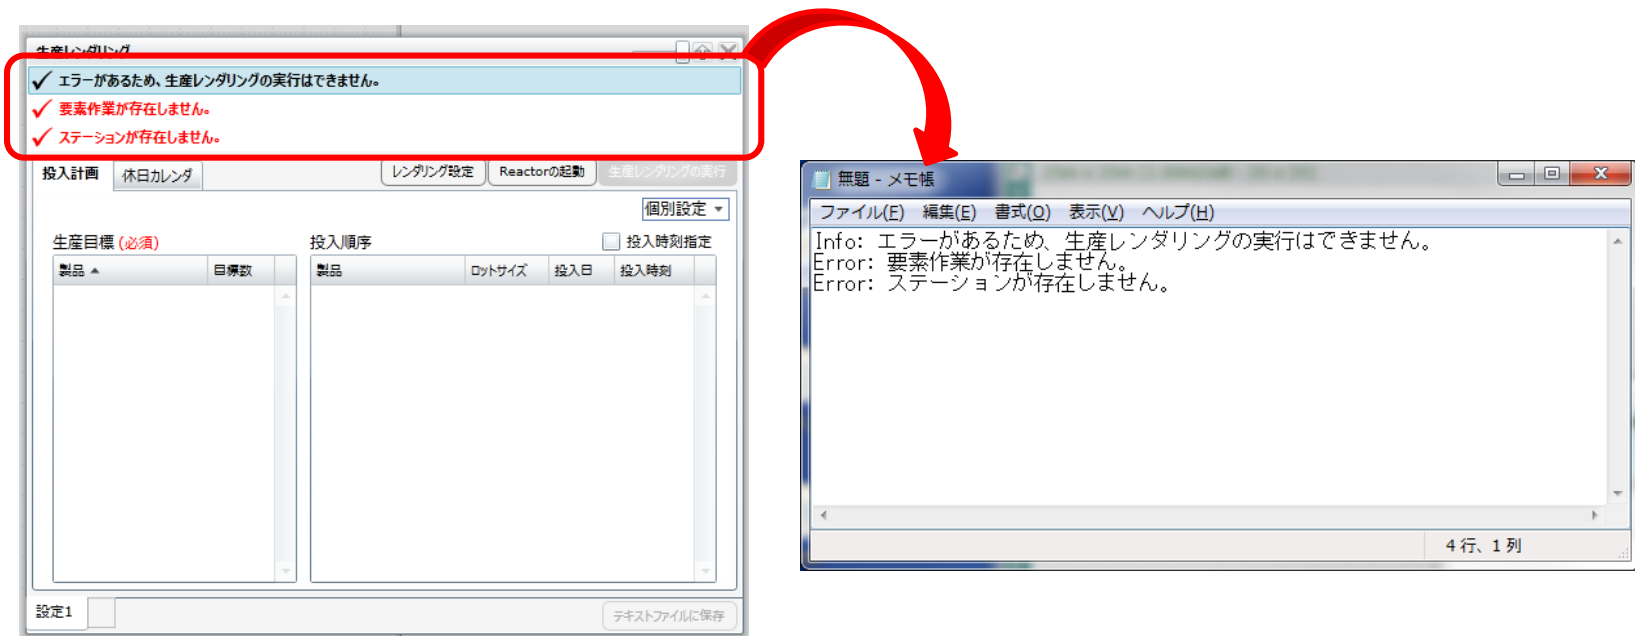 生産レンダリング
エラーがあるため、生産レンダリングの実行はできません。
要素作業が存在しません。
ステーションが存在しません。
投入計画 休日カレンダ レンダリング設定 Reactorの起動 生産レンダリングの実行
個別設定
生産目標 (必須) 投入順序 投入時刻指定
製品 目標数 製品 ロットサイズ 投入日 投入時刻
設定1 テキストファイルに保存
無題 - メモ帳
ファイル(F) 編集(E) 書式(O) 表示(V) ヘルプ(H)
Info: エラーがあるため、生産レンダリングの実行はできません。
Error: 要素作業が存在しません。
Error: ステーションが存在しません。
4 行、1 列